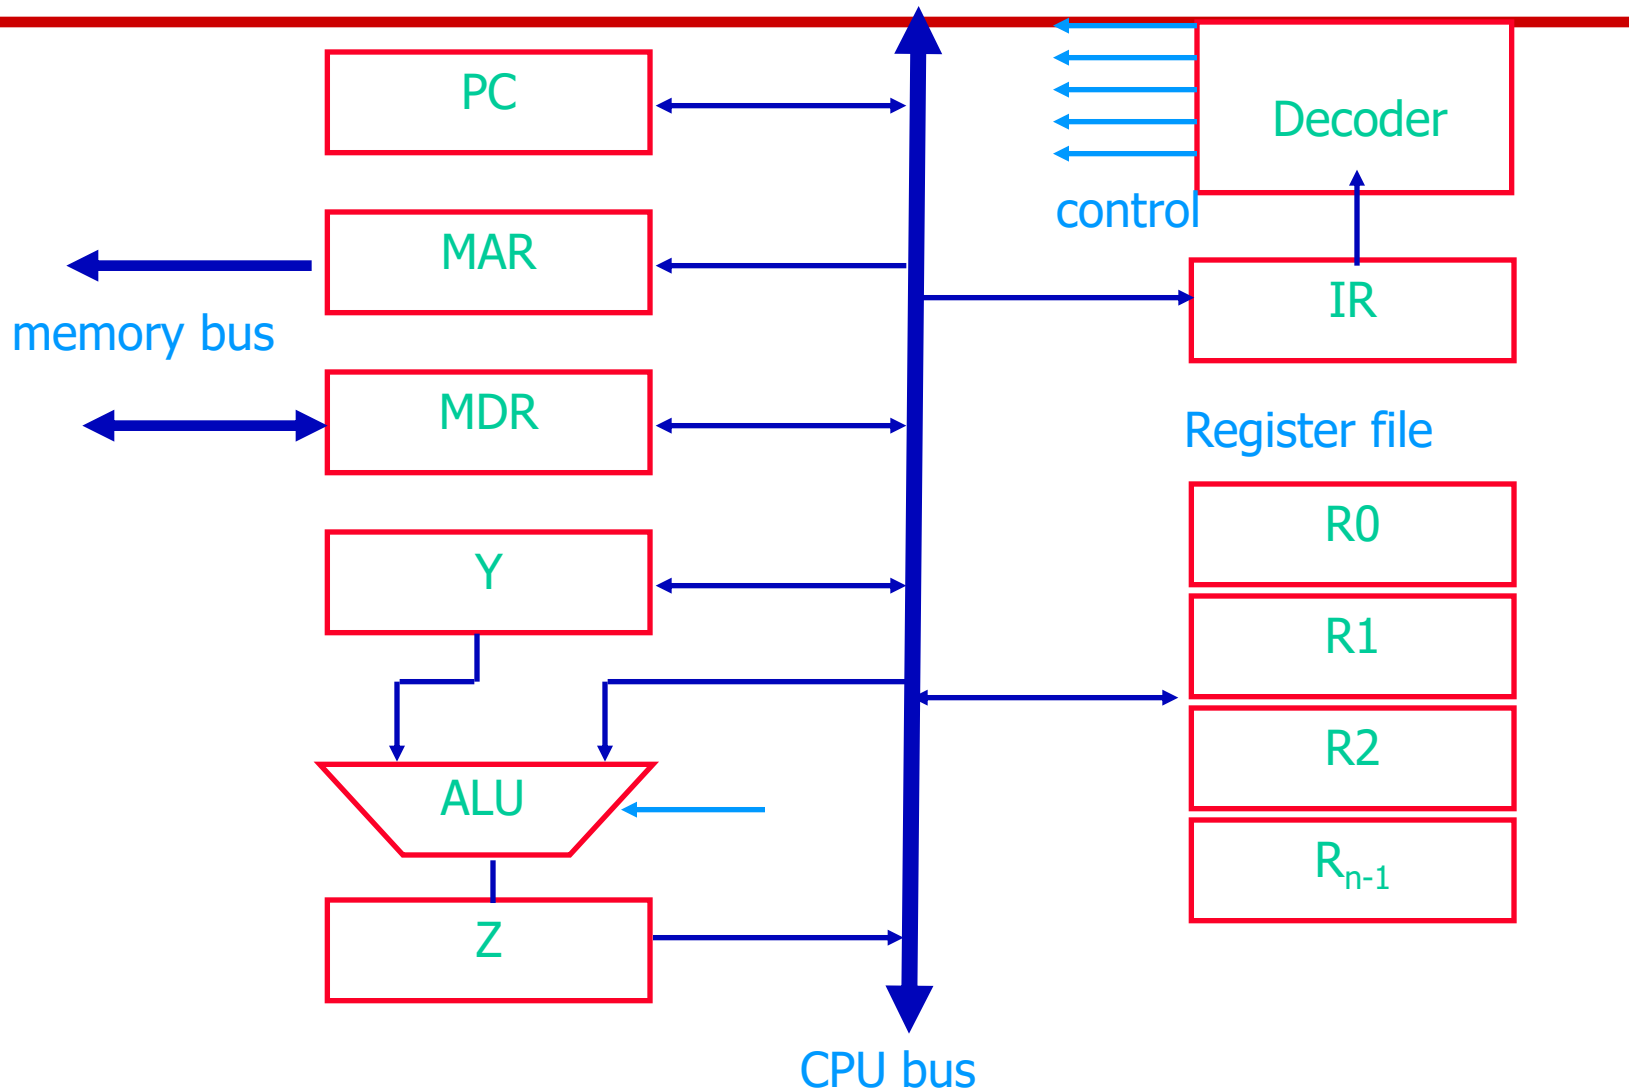 PC
Decoder
control
MAR
IR
memory bus
MDR
Register file
R0
Y
R1
R2
ALU
Rn-1
Z
CPU bus